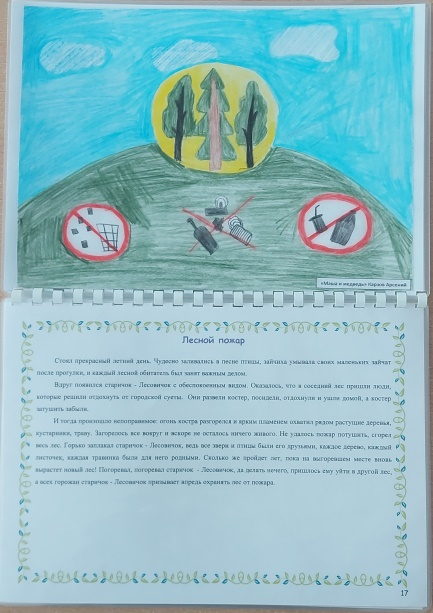 «Маша и медведь» Карпов Арсений
Лесной пожар
Стоял прекрасный летний день. Чудесно заливались в песне птицы, зайчиха умывала своих маленьких зайчат
после прогулки, и каждый лесной обитатель был занят важным делом.
Вдруг появился старичок - Лесовичок с обеспокоенным видом. Оказалось, что в соседний лес пришли люди,
которые решили отдохнуть от городской суеты. Они развели костер, посидели, отдохнули и ушли домой, а костер
затушить забыли.
И тогда произошло непоправимое: огонь костра разгорелся и ярким пламенем охватил рядом растущие деревья,
кустарники, траву. Загорелось все вокруг и вскоре не осталось ничего живого. Не удалось пожар потушить, сгорел
весь лес. Горько заплакал старичок - Лесовичок, ведь все звери и птицы были его друзьями, каждое дерево, каждый
листочек, каждая травинка были для него родными. Сколько же пройдет лет, пока на выгоревшем месте вновь
вырастет новый лес! Погоревал, погоревал старичок - Лесовичок, да делать нечего, пришлось ему уйти в другой лес,
а всех горожан старичок - Лесовичок призывает впредь охранять лес от пожара.
17